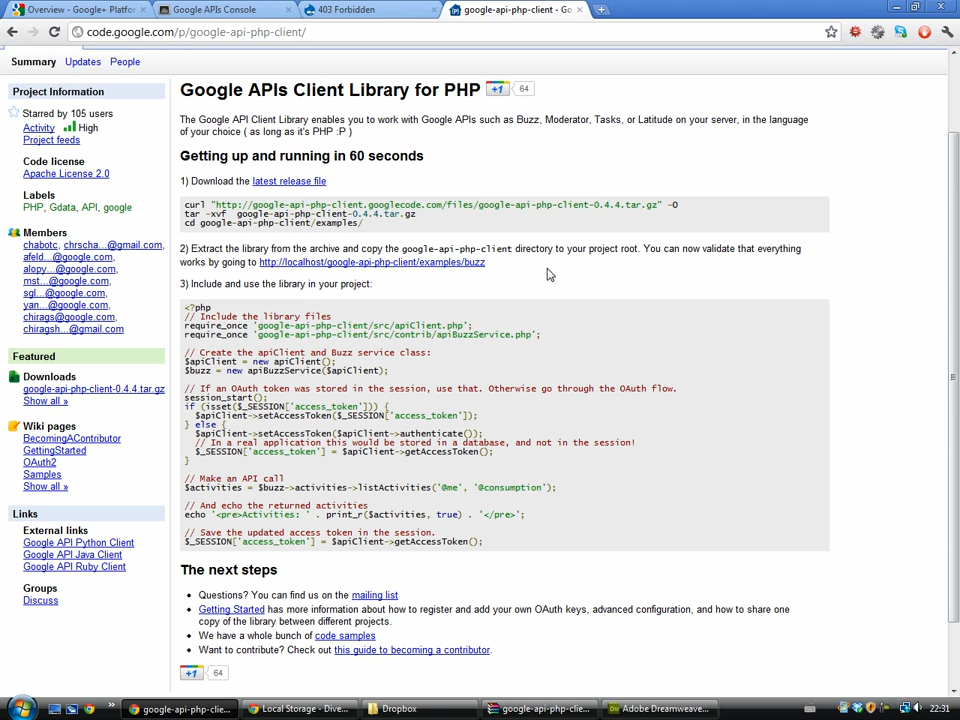 Overview - Google+ Platfor
Google APIs Console
403 Forbidden
google-api-php-client - Go
code.google.com/p/google-api-php-client/
Summary Updates People
Project Information
Starred by 105 users
Activity High
Project feeds
Code license
Apache License 2.0
Labels
PHP, Gdata, API, google
Members
chabotc, chrscha...@gmail.com,
afeld...@google.com,
alopy...@google.com,
mst...@google.com,
sgl...@google.com,
yan...@google.com,
chirags@google.com,
chiragsh...@gmail.com
Featured
Downloads
google-api-php-client-0.4.4.tar.gz
Show all »
Wiki pages
BecomingAContributor
GettingStarted
OAuth2
Samples
Show all »
Links
External links
Google API Python Client
Google API Java Client
Google API Ruby Client
Groups
Discuss
Google APIs Client Library for PHP +1 64
The Google API Client Library enables you to work with Google APIs such as Buzz, Moderator, Tasks, or Latitude on your server, in the language
of your choice ( as long as it's PHP :P )
Getting up and running in 60 seconds
1) Download the latest release file
curl "http://google-api-php-client.googlecode.com/files/google-api-php-client-0.4.4.tar.gz" -O
tar -xvf google-api-php-client-0.4.4.tar.gz
cd google-api-php-client/examples/
2) Extract the library from the archive and copy the google-api-php-client directory to your project root. You can now validate that everything
works by going to http://localhost/google-api-php-client/examples/buzz
3) Include and use the library in your project:
<?php
// Include the library files
require_once 'google-api-php-client/src/apiClient.php';
require_once 'google-api-php-client/src/contrib/apiBuzzService.php';
// Create the apiClient and Buzz service class:
$apiClient = new apiClient();
$buzz = new apiBuzzService($apiClient);
// If an OAuth token was stored in the session, use that. Otherwise go through the OAuth flow.
session_start();
if (isset($_SESSION['access_token'])) {
$apiClient->setAccessToken($_SESSION['access_token']);
} else {
$apiClient->setAccessToken($apiClient->authenticate());
// In a real application this would be stored in a database, and not in the session!
$_SESSION['access_token'] = $apiClient->getAccessToken();
}
// Make an API call
$activities = $buzz->activities->listActivities('@me', '@consumption');
// And echo the returned activities
echo '<pre>Activities: ' . print_r($activities, true) . '</pre>';
// Save the updated access token in the session.
$_SESSION['access_token'] = $apiClient->getAccessToken();
The next steps
Questions? You can find us on the mailing list
Getting Started has more information about how to register and add your own OAuth keys, advanced configuration, and how to share one
copy of the library between different projects.
We have a whole bunch of code samples
Want to contribute? Check out this guide to becoming a contributor.
+1 64
google-api-php-clie...
Local Storage - Dive...
Dropbox
google-api-php-clie...
Adobe Dreamweave...
22:31